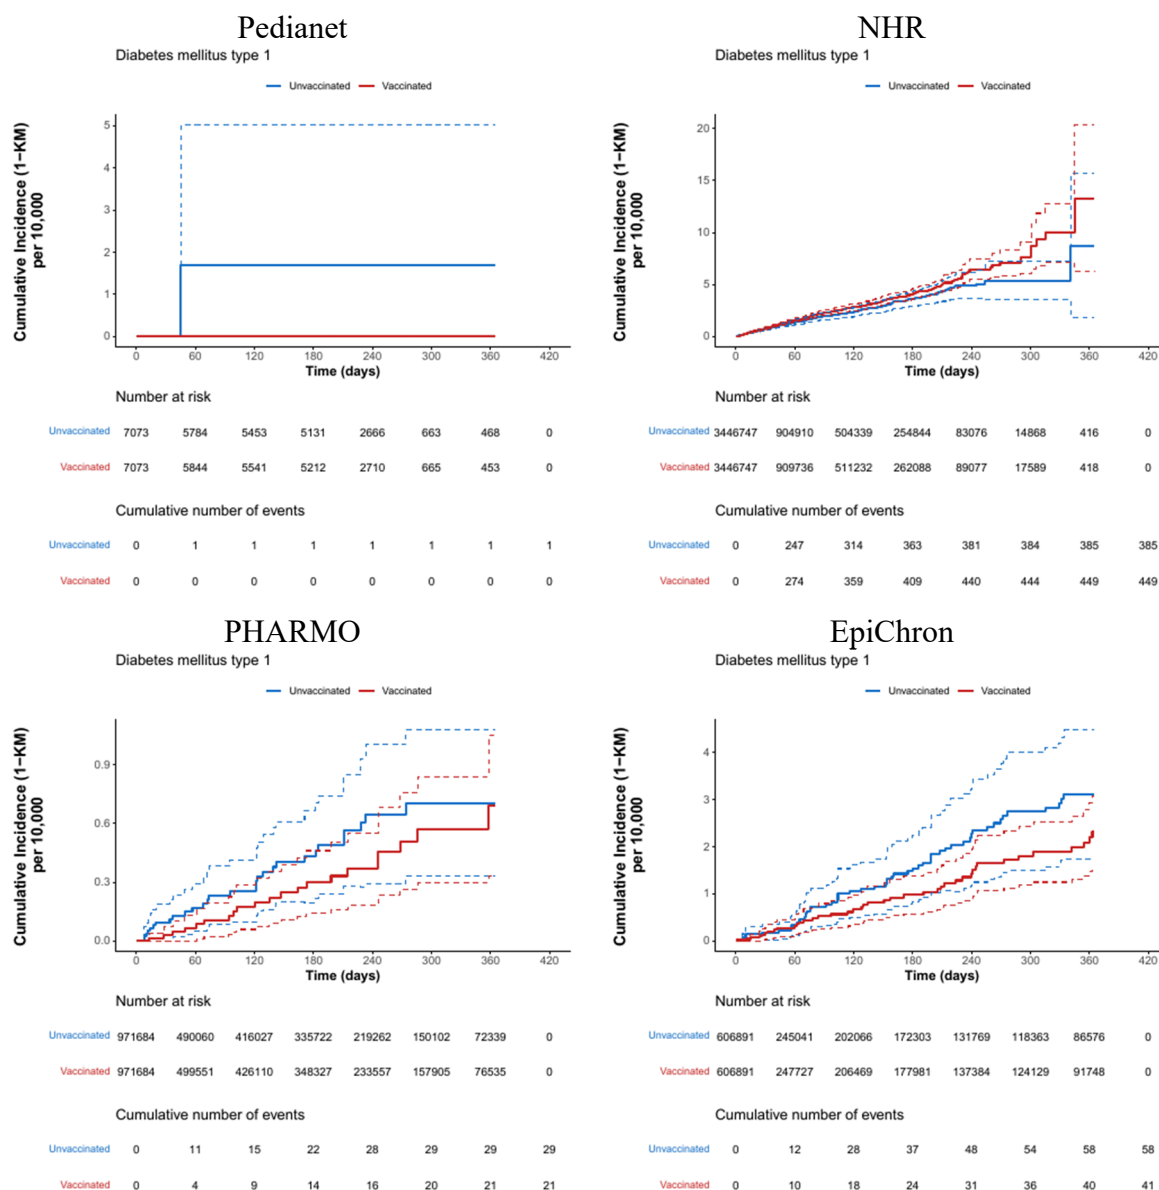 Pedianet
Diabetes mellitus type 1
Unvaccinated Vaccinated
Cumulative Incidence (1−KM)
per 10,000
5
4
3
2
1
0
0 60 120 180 240 300 360 420
Time (days)
Number at risk
Unvaccinated 7073 5784 5453 5131 2666 663 468 0
Vaccinated 7073 5844 5541 5212 2710 665 453 0
Cumulative number of events
Unvaccinated 0 1 1 1 1 1 1 1
Vaccinated 0 0 0 0 0 0 0 0
NHR
Diabetes mellitus type 1
Unvaccinated Vaccinated
Cumulative Incidence (1−KM)
per 10,000
20
15
10
5
0
0 60 120 180 240 300 360 420
Time (days)
Number at risk
Unvaccinated 3446747 904910 504339 254844 83076 14868 416 0
Vaccinated 3446747 909736 511232 262088 89077 17589 418 0
Cumulative number of events
Unvaccinated 0 247 314 363 381 384 385 385
Vaccinated 0 274 359 409 440 444 449 449
PHARMO
Diabetes mellitus type 1
Unvaccinated Vaccinated
Cumulative Incidence (1−KM)
per 10,000
0.9
0.6
0.3
0.0
0 60 120 180 240 300 360 420
Time (days)
Number at risk
Unvaccinated 971684 490060 416027 335722 219262 150102 72339 0
Vaccinated 971684 499551 426110 348327 233557 157905 76535 0
Cumulative number of events
Unvaccinated 0 11 15 22 28 29 29 29
Vaccinated 0 4 9 14 16 20 21 21
EpiChron
Diabetes mellitus type 1
Unvaccinated Vaccinated
Cumulative Incidence (1−KM)
per 10,000
4
3
2
1
0
0 60 120 180 240 300 360 420
Time (days)
Number at risk
Unvaccinated 606891 245041 202066 172303 131769 118363 86576 0
Vaccinated 606891 247727 206469 177981 137384 124129 91748 0
Cumulative number of events
Unvaccinated 0 12 28 37 48 54 58 58
Vaccinated 0 10 18 24 31 36 40 41